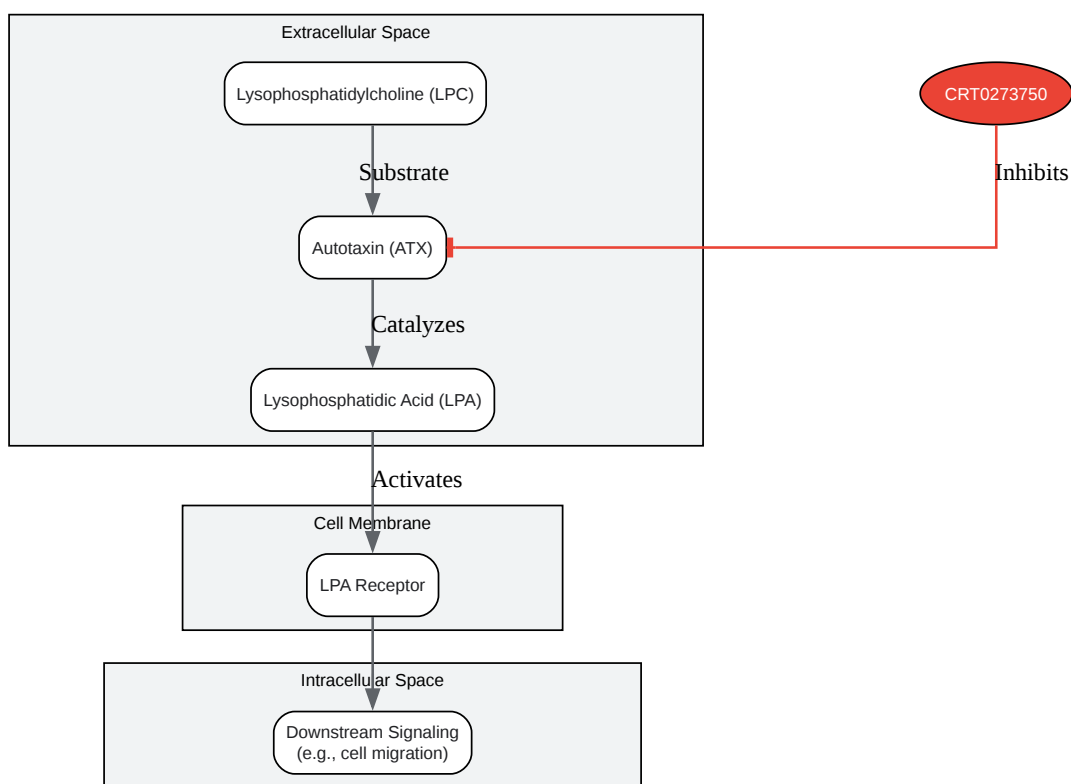 Extracellular Space
Lysophosphatidylcholine (LPC)
CRT0273750
Substrate
Inhibits
Autotaxin (ATX)
Catalyzes
Lysophosphatidic Acid (LPA)
Activates
Cell Membrane
LPA Receptor
Intracellular Space
Downstream Signaling
(e.g., cell migration)